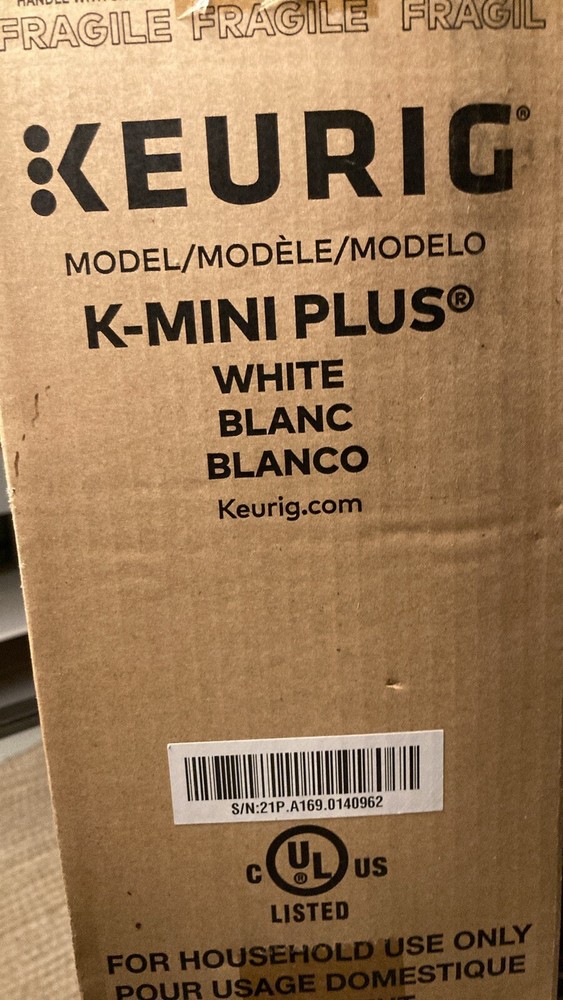 FRAGILE FRAGILE FRAGIL
KEURIG®
MODEL/MODÈLE/MODELO
K-MINI PLUS®
WHITE
BLANC
BLANCO
Keurig.com
S/N:21P.A169.0140962
C UL® US
LISTED
FOR HOUSEHOLD USE ONLY
POUR USAGE DOMESTIQUE